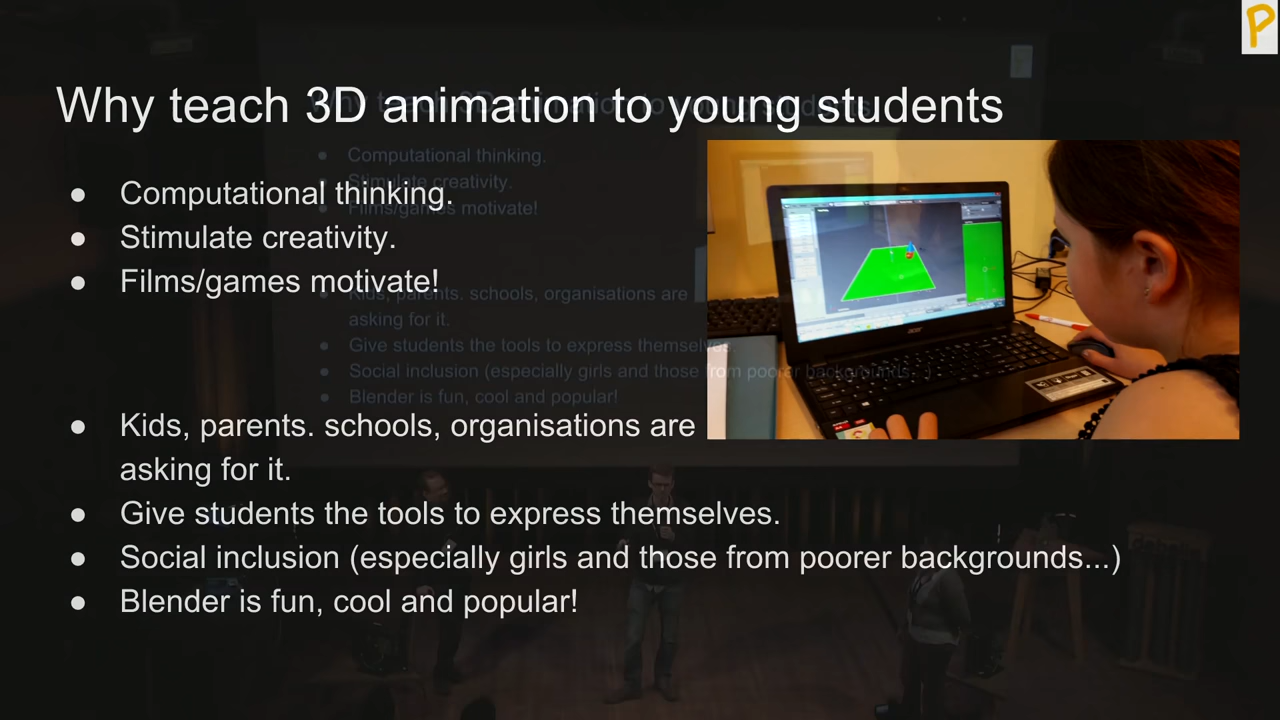 P
Why teach 3D animation to young students
● Computational thinking.
● Stimulate creativity.
● Films/games motivate!
● Kids, parents. schools, organisations are
asking for it.
● Give students the tools to express themselves.
● Social inclusion (especially girls and those from poorer backgrounds...)
● Blender is fun, cool and popular!
acer